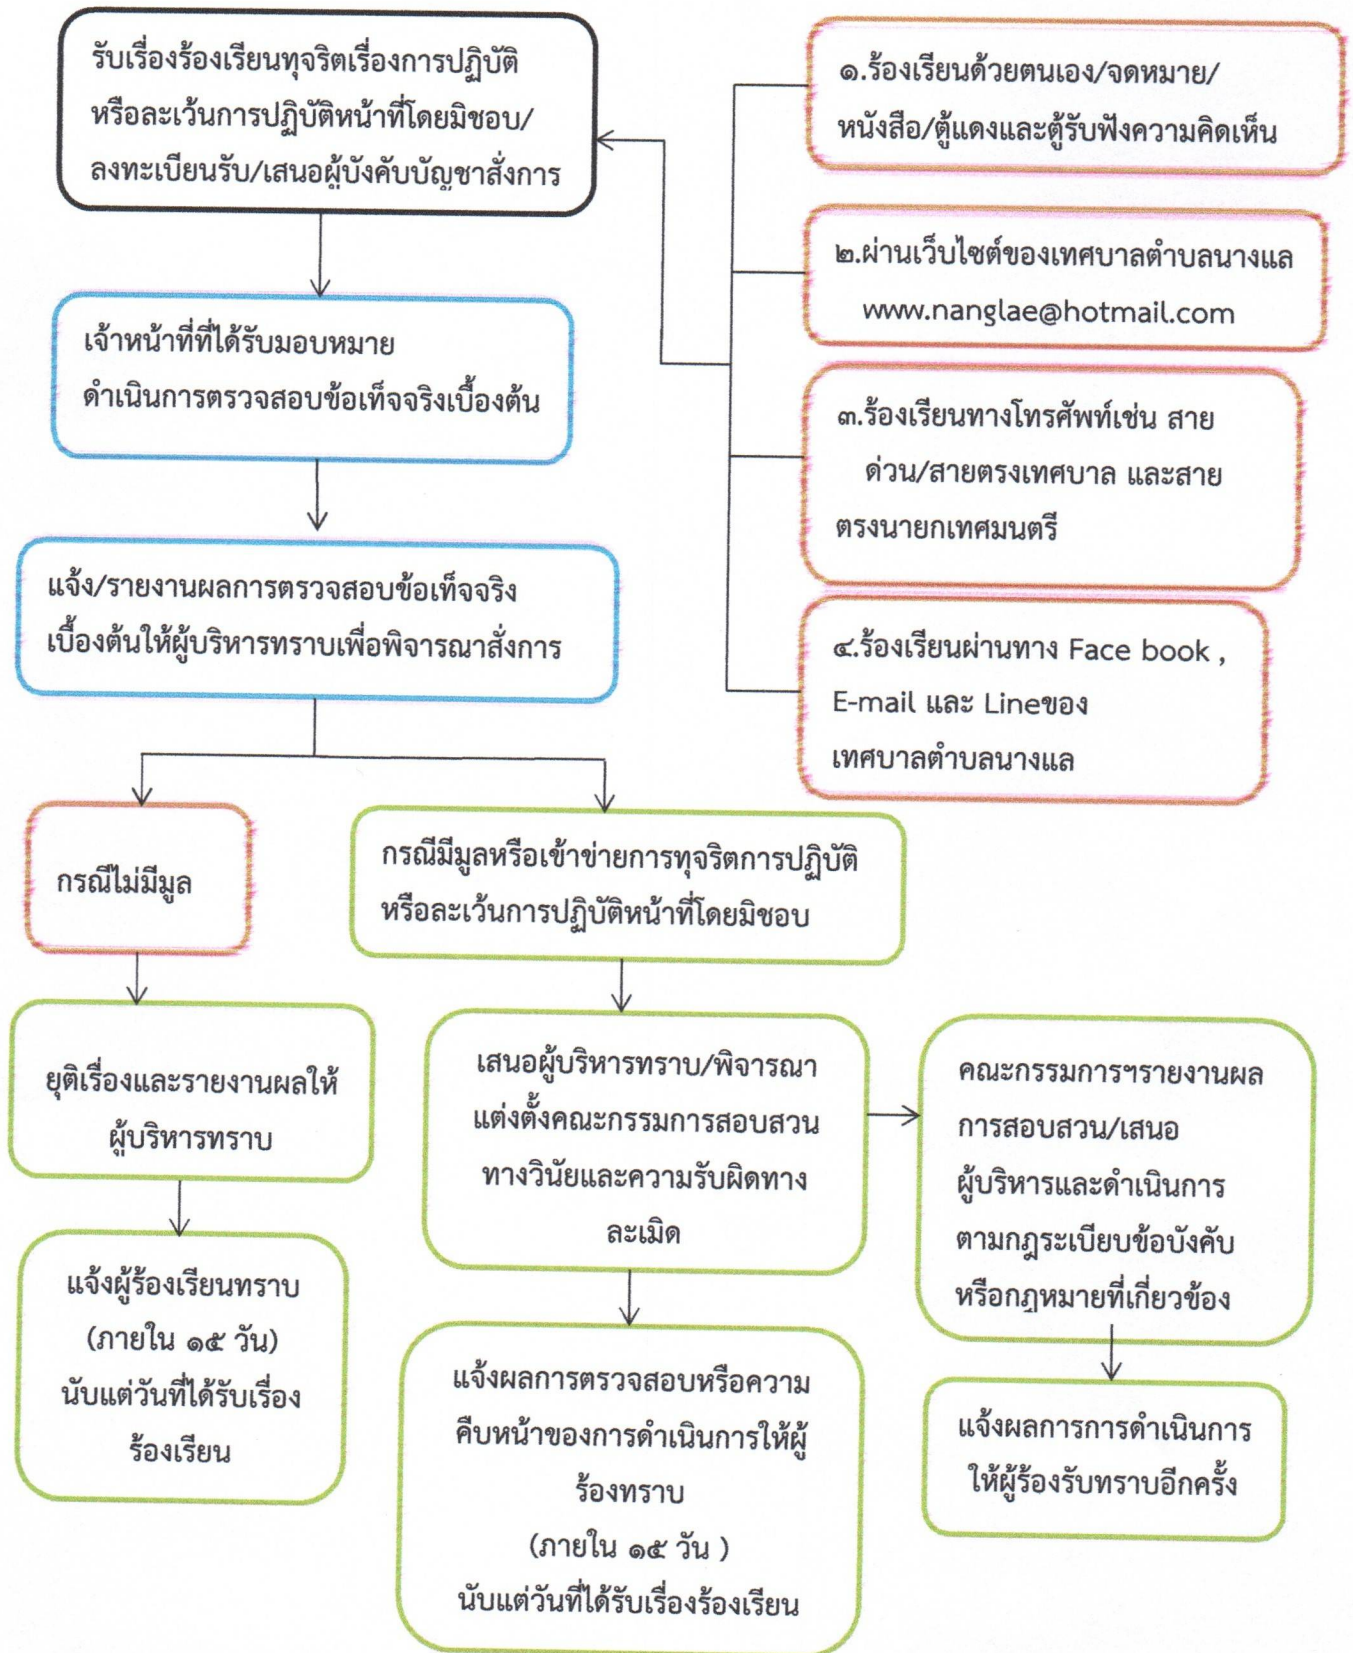 รับเรื่องร้องเรียนทุจริตเรื่องการปฏิบัติ
หรือละเว้นการปฏิบัติหน้าที่โดยมิชอบ/
ลงทะเบียนรับ/เสนอผู้บังคับบัญชาสั่งการ
๑.ร้องเรียนด้วยตนเอง/จดหมาย/
หนังสือ/ตู้แดงและตู้รับฟังความคิดเห็น
๒.ผ่านเว็บไซต์ของเทศบาลตำบลนางแล
www.nanglae@hotmail.com
๓.ร้องเรียนทางโทรศัพท์เช่น สาย
ด่วน/สายตรงเทศบาล และสาย
ตรงนายกเทศมนตรี
๔.ร้องเรียนผ่านทาง Face book ,
E-mail และ Lineของ
เทศบาลตำบลนางแล
เจ้าหน้าที่ที่ได้รับมอบหมาย
ดำเนินการตรวจสอบข้อเท็จจริงเบื้องต้น
แจ้ง/รายงานผลการตรวจสอบข้อเท็จจริง
เบื้องต้นให้ผู้บริหารทราบเพื่อพิจารณาสั่งการ
กรณีไม่มีมูล
กรณีมีมูลหรือเข้าข่ายการทุจริตการปฏิบัติ
หรือละเว้นการปฏิบัติหน้าที่โดยมิชอบ
ยุติเรื่องและรายงานผลให้
ผู้บริหารทราบ
แจ้งผู้ร้องเรียนทราบ
(ภายใน ๑๕ วัน)
นับแต่วันที่ได้รับเรื่อง
ร้องเรียน
เสนอผู้บริหารทราบ/พิจารณา
แต่งตั้งคณะกรรมการสอบสวน
ทางวินัยและความรับผิดทาง
ละเมิด
แจ้งผลการตรวจสอบหรือความ
คืบหน้าของการดำเนินการให้ผู้
ร้องทราบ
(ภายใน ๑๕ วัน )
นับแต่วันที่ได้รับเรื่องร้องเรียน
คณะกรรมการฯรายงานผล
การสอบสวน/เสนอ
ผู้บริหารและดำเนินการ
ตามกฎระเบียบข้อบังคับ
หรือกฎหมายที่เกี่ยวข้อง
แจ้งผลการการดำเนินการ
ให้ผู้ร้องรับทราบอีกครั้ง